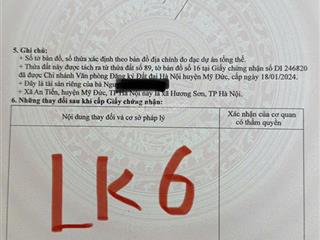 5. Ghi chú:
+ Số tờ bản đồ, số thửa xác định theo bản đồ địa chính đo đạc dự án tổng thể.
+ Thửa đất này được tách ra từ thửa đất số 89, tờ bản đồ số 16 tại Giấy chứng nhận số DI 246820
đã được Chi nhánh Văn phòng Đăng ký Đất đai Hà Nội huyện Mỹ Đức, cấp ngày 18/01/2024.
+ Đây là tài sản riêng của bà Ng
+ Xã An Tiến, huyện Mỹ Đức, TP Hà Nội nay là xã Hương Sơn, TP Hà Nội.
6. Những thay đổi sau khi cấp Giấy chứng nhận:
Nội dung thay đổi và cơ sở pháp lý
Xác nhận của cơ quan
có thẩm quyền
LK6